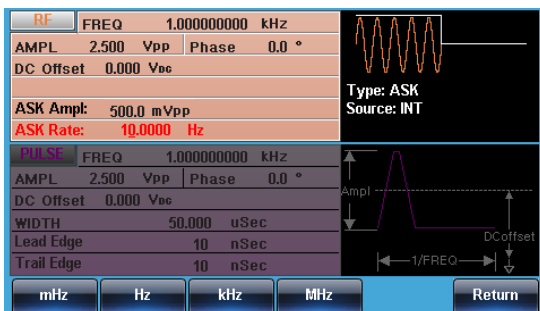 RF FREQ 1.000000000 kHz
AMPL 2.500 Vpp Phase 0.0 °
DC Offset 0.000 VDC
ASK Ampl: 500.0 mVpp
ASK Rate: 10.0000 Hz
Type: ASK
Source: INT
PULSE FREQ 1.000000000 kHz
AMPL 2.500 Vpp Phase 0.0 °
DC Offset 0.000 VDC
WIDTH 50.000 uSec
Lead Edge 10 nSec
Trail Edge 10 nSec
Ampl
DCoffset
1/FREQ
mHz Hz kHz MHz Return